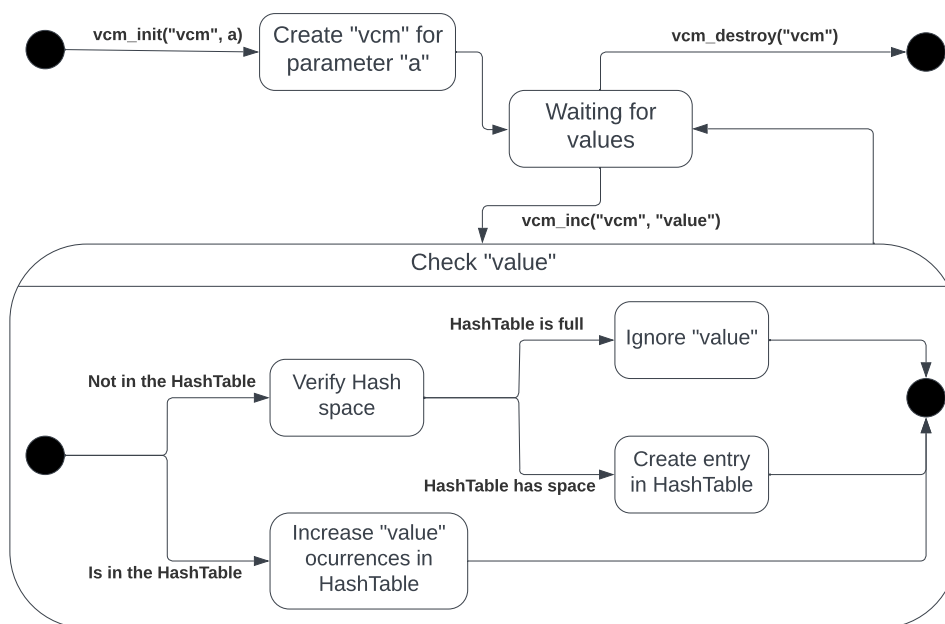 vcm_init("vcm", a)
Create "vcm" for
parameter "a"
vcm_destroy("vcm")
Waiting for
values
vcm_inc("vcm", "value")
Check "value"
HashTable is full
Ignore "value"
Not in the HashTable
Verify Hash
space
HashTable has space
Create entry
in HashTable
Is in the HashTable
Increase "value"
ocurrences in
HashTable